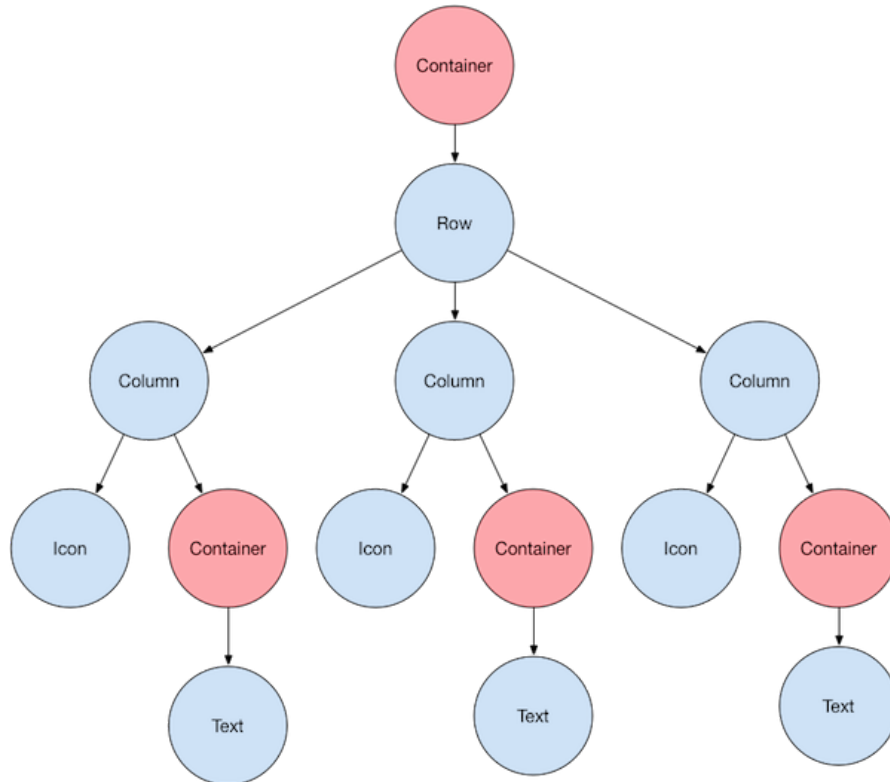 Container
Row
Column
Column
Column
Icon
Container
Icon
Container
Icon
Container
Text
Text
Text